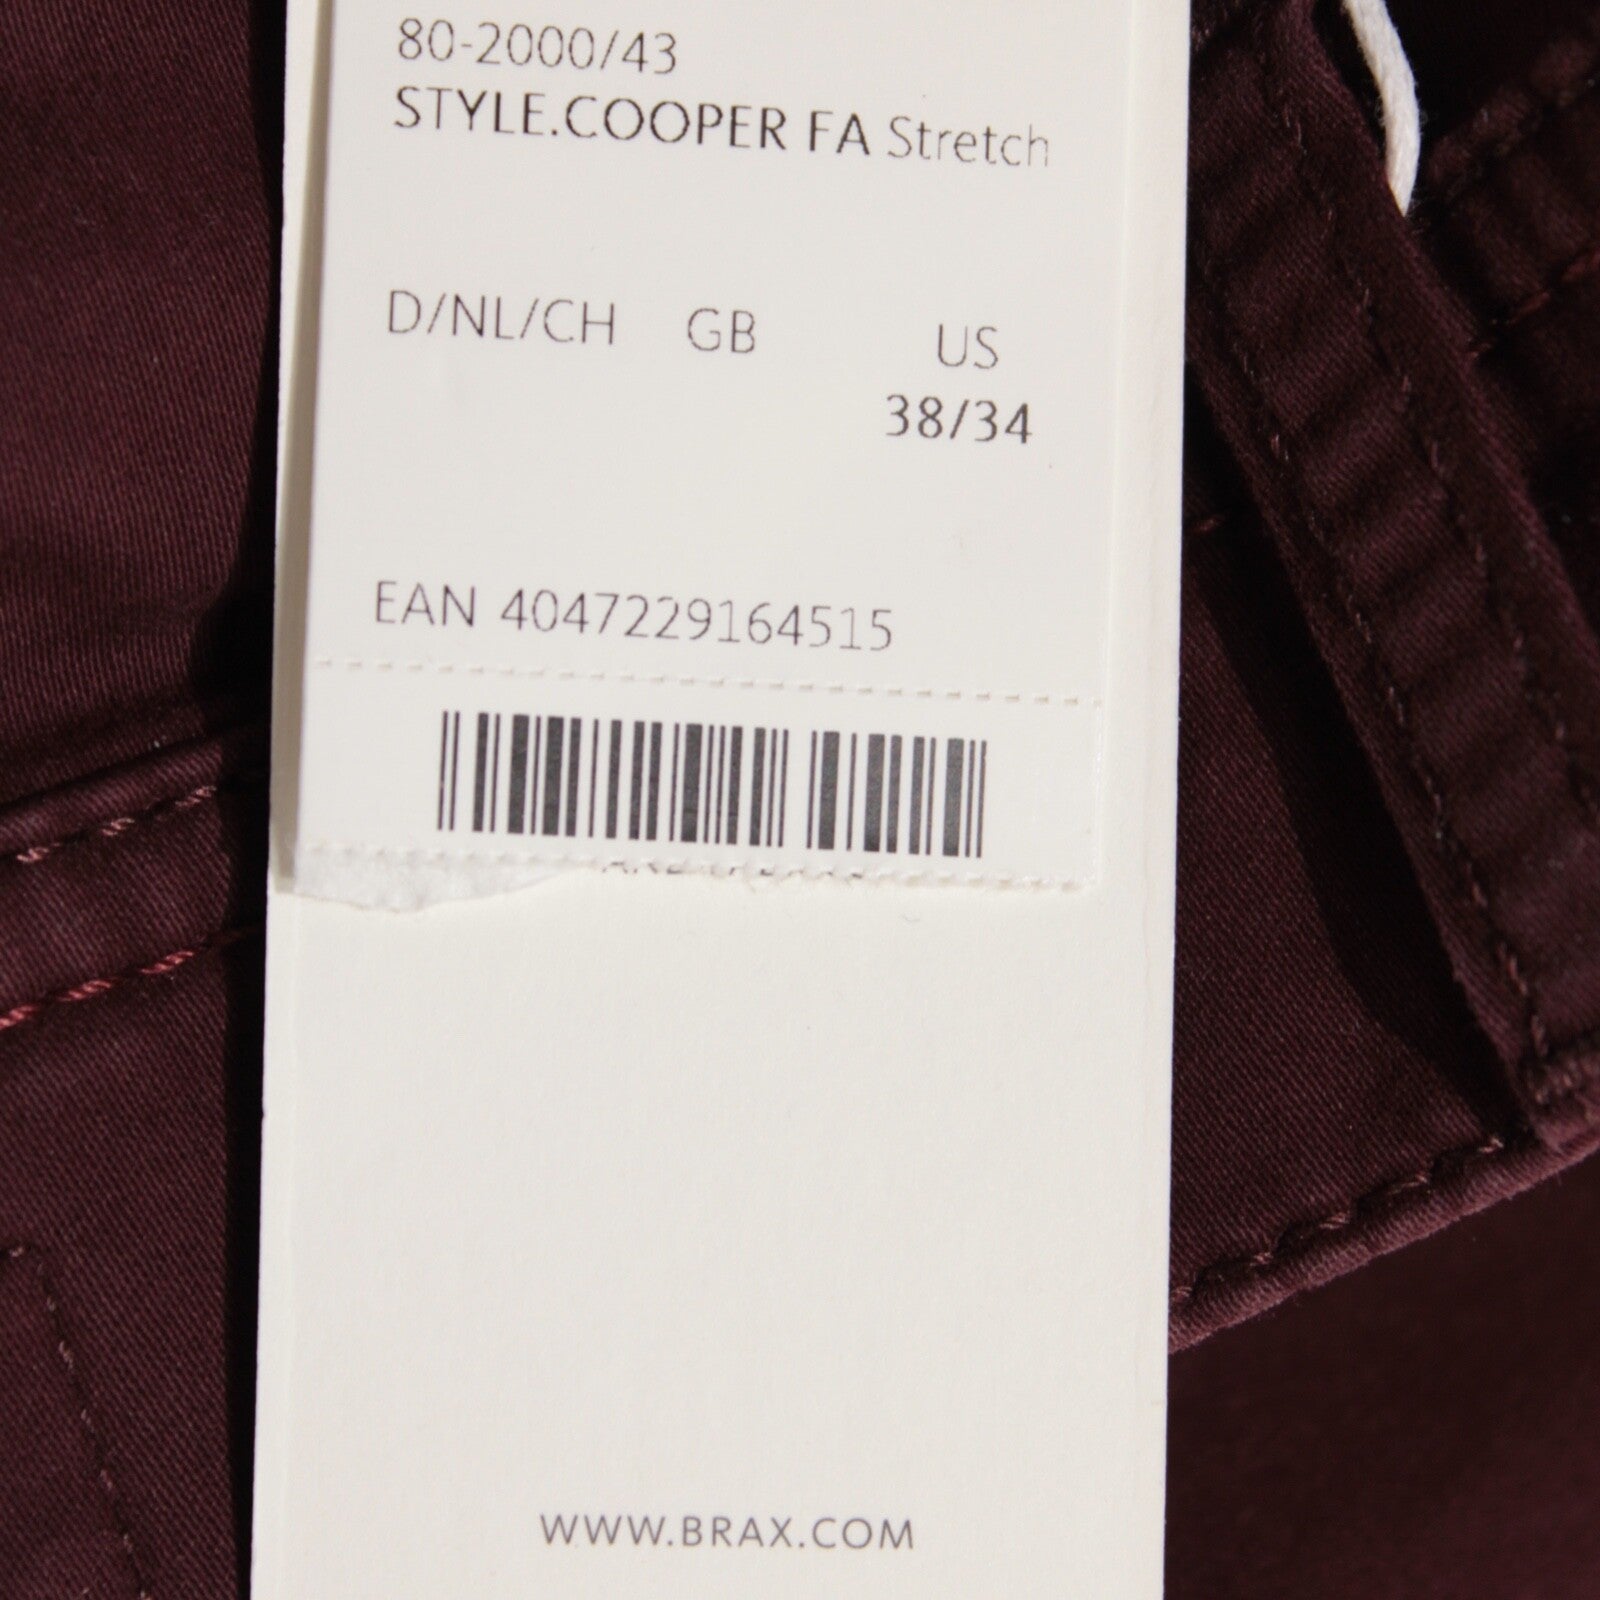 80-2000/43
STYLE.COOPER FA Stretch
D/NL/CH GB US
38/34
EAN 4047229164515
WWW.BRAX.COM